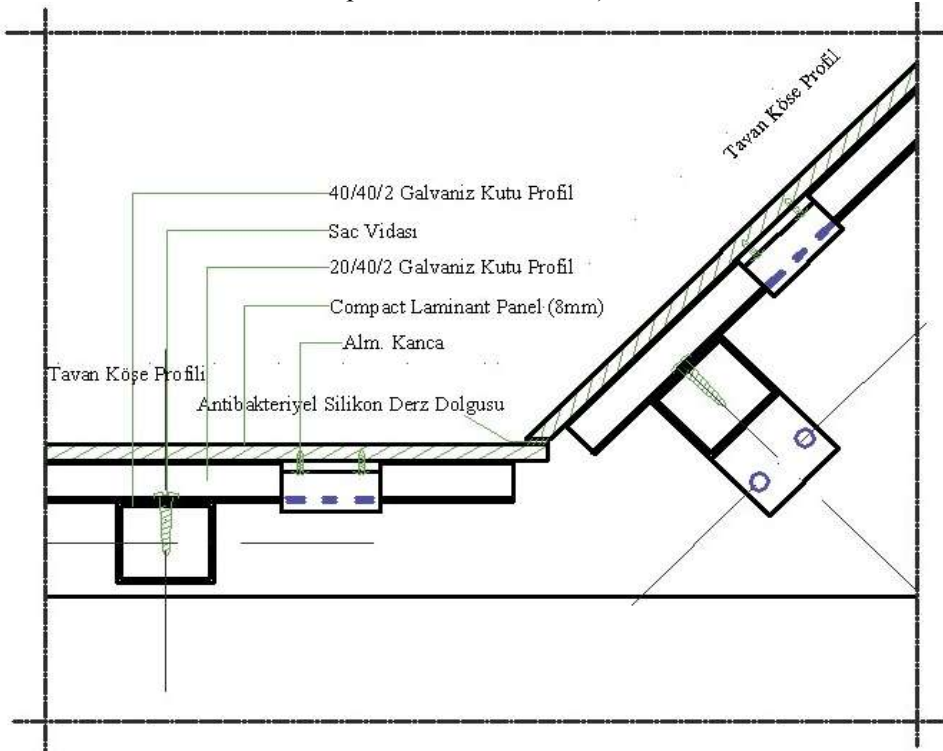 Tavan Köse Profil
40/40/2 Galvaniz Kutu Profil
Sac Vidası
20/40/2 Galvaniz Kutu Profil
Compact Laminant Panel (8mm)
Alm. Kanca
Tavan Köşe Profili
Antibakteriyel Silikon Derz Dolgusu